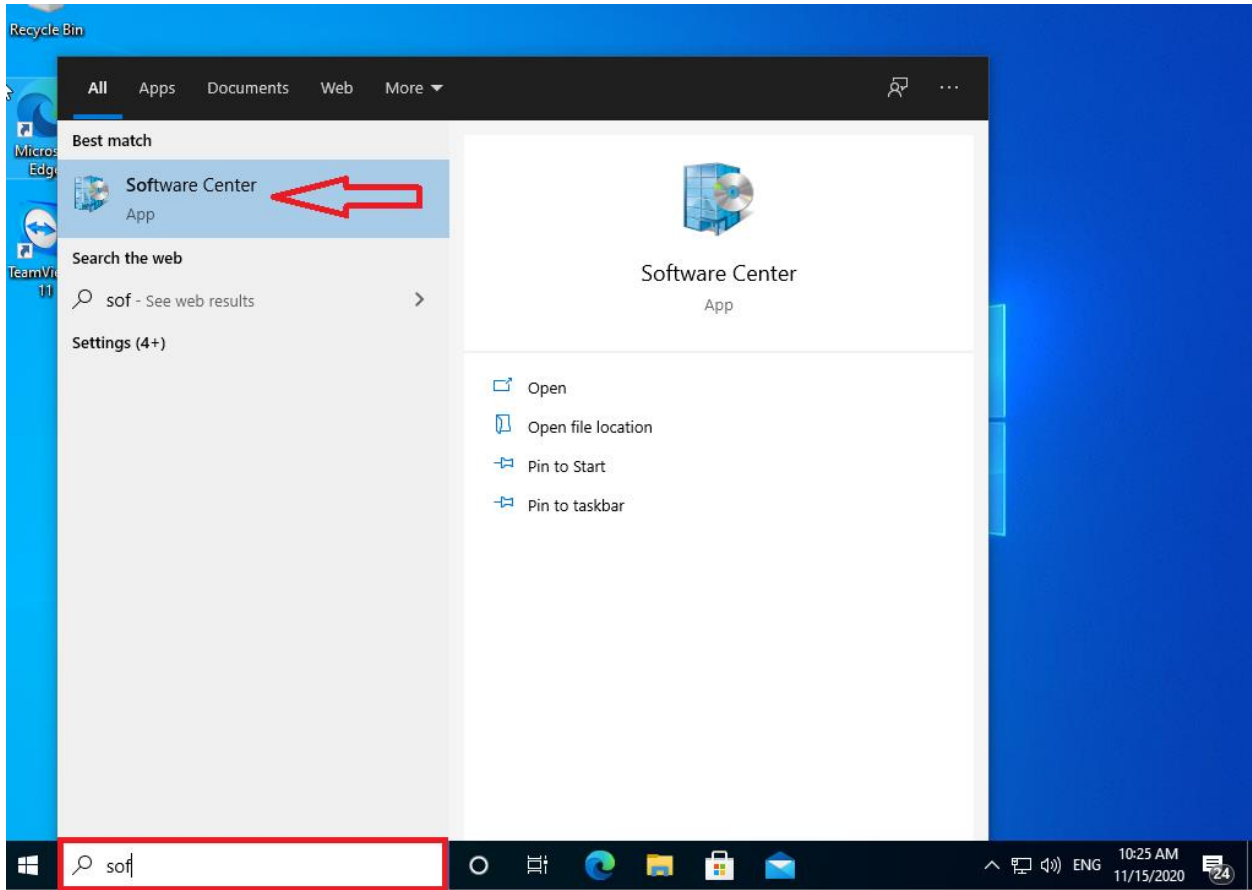 Recycle Bin
All Apps Documents Web More
Best match
Micros
Edge
Software Center
App
TeamVie
11
Search the web
sof - See web results
Settings (4+)
Software Center
App
Open
Open file location
Pin to Start
Pin to taskbar
sof
ENG
10:25 AM
11/15/2020
24